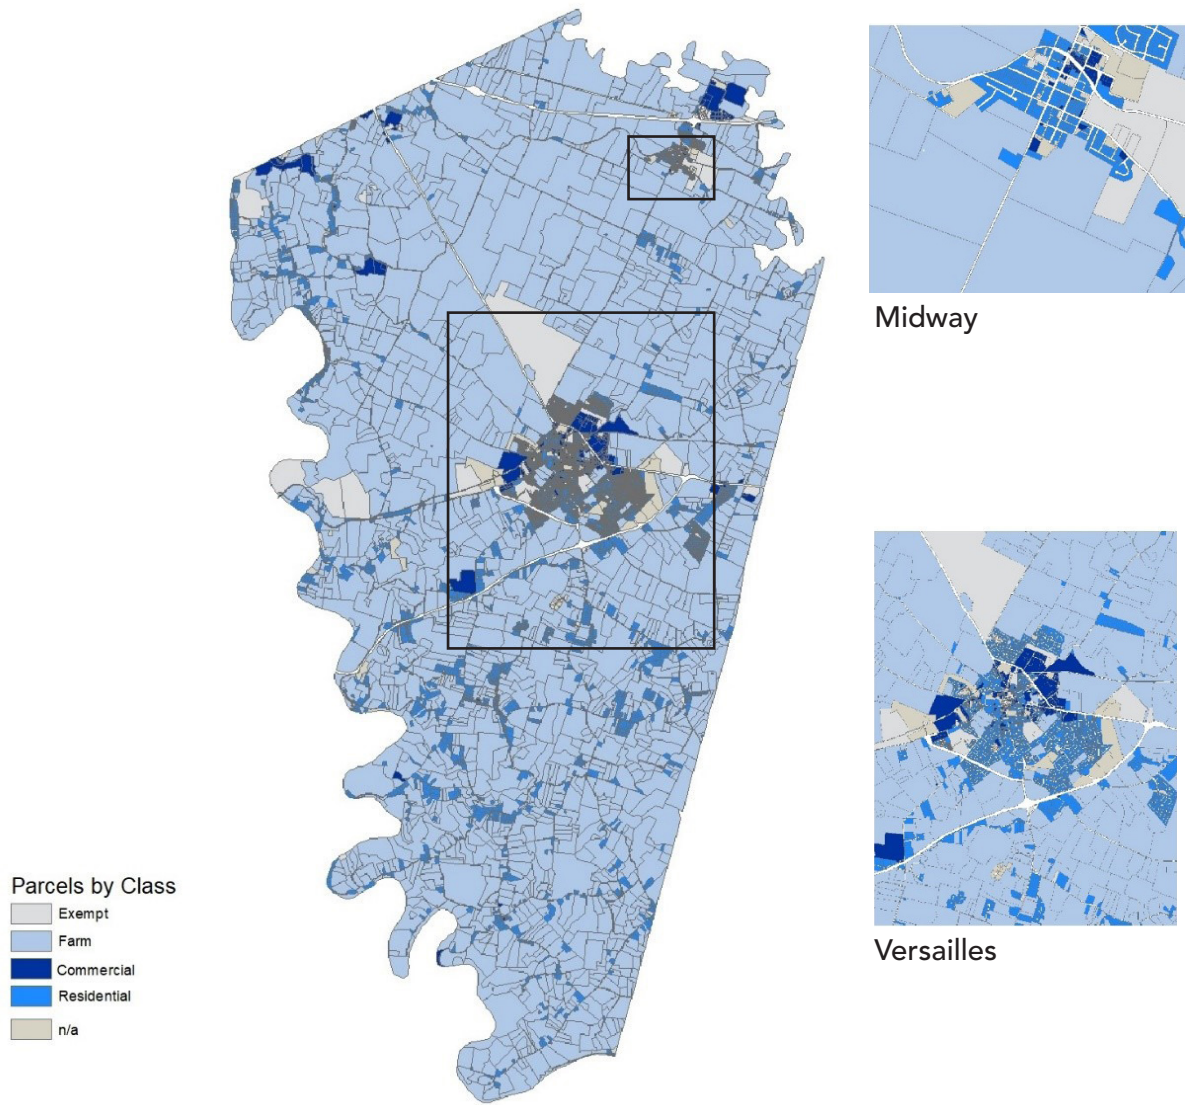 Midway
Versailles
Parcels by Class
Exempt
Farm
Commercial
Residential
n/a